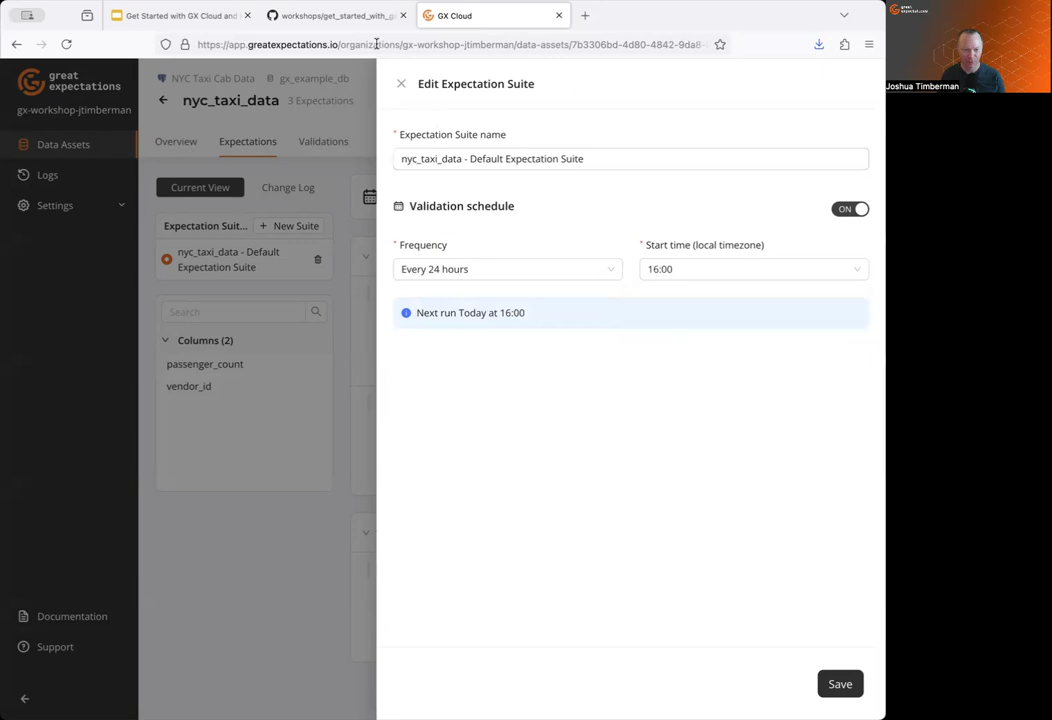 Get Started with GX Cloud and
workshops/get_started_with_g
GX Cloud
https://app.greatexpectations.io/organizations/gx-workshop-jtimberman/data-assets/7b3306bd-4d80-4842-9da8-
great
expectations
gx-workshop-jtimberman
Data Assets
Logs
Settings
Documentation
Support
NYC Taxi Cab Data
gx_example_db
nyc_taxi_data
3 Expectations
Overview
Expectations
Validations
Current View
Change Log
Expectation Suit...
+ New Suite
nyc_taxi_data - Default
Expectation Suite
Search
Columns (2)
passenger_count
vendor_id
Edit Expectation Suite
* Expectation Suite name
nyc_taxi_data - Default Expectation Suite
Validation schedule
ON
* Frequency
* Start time (local timezone)
Every 24 hours
16:00
Next run Today at 16:00
Save
great
expectations
Joshua Timberman